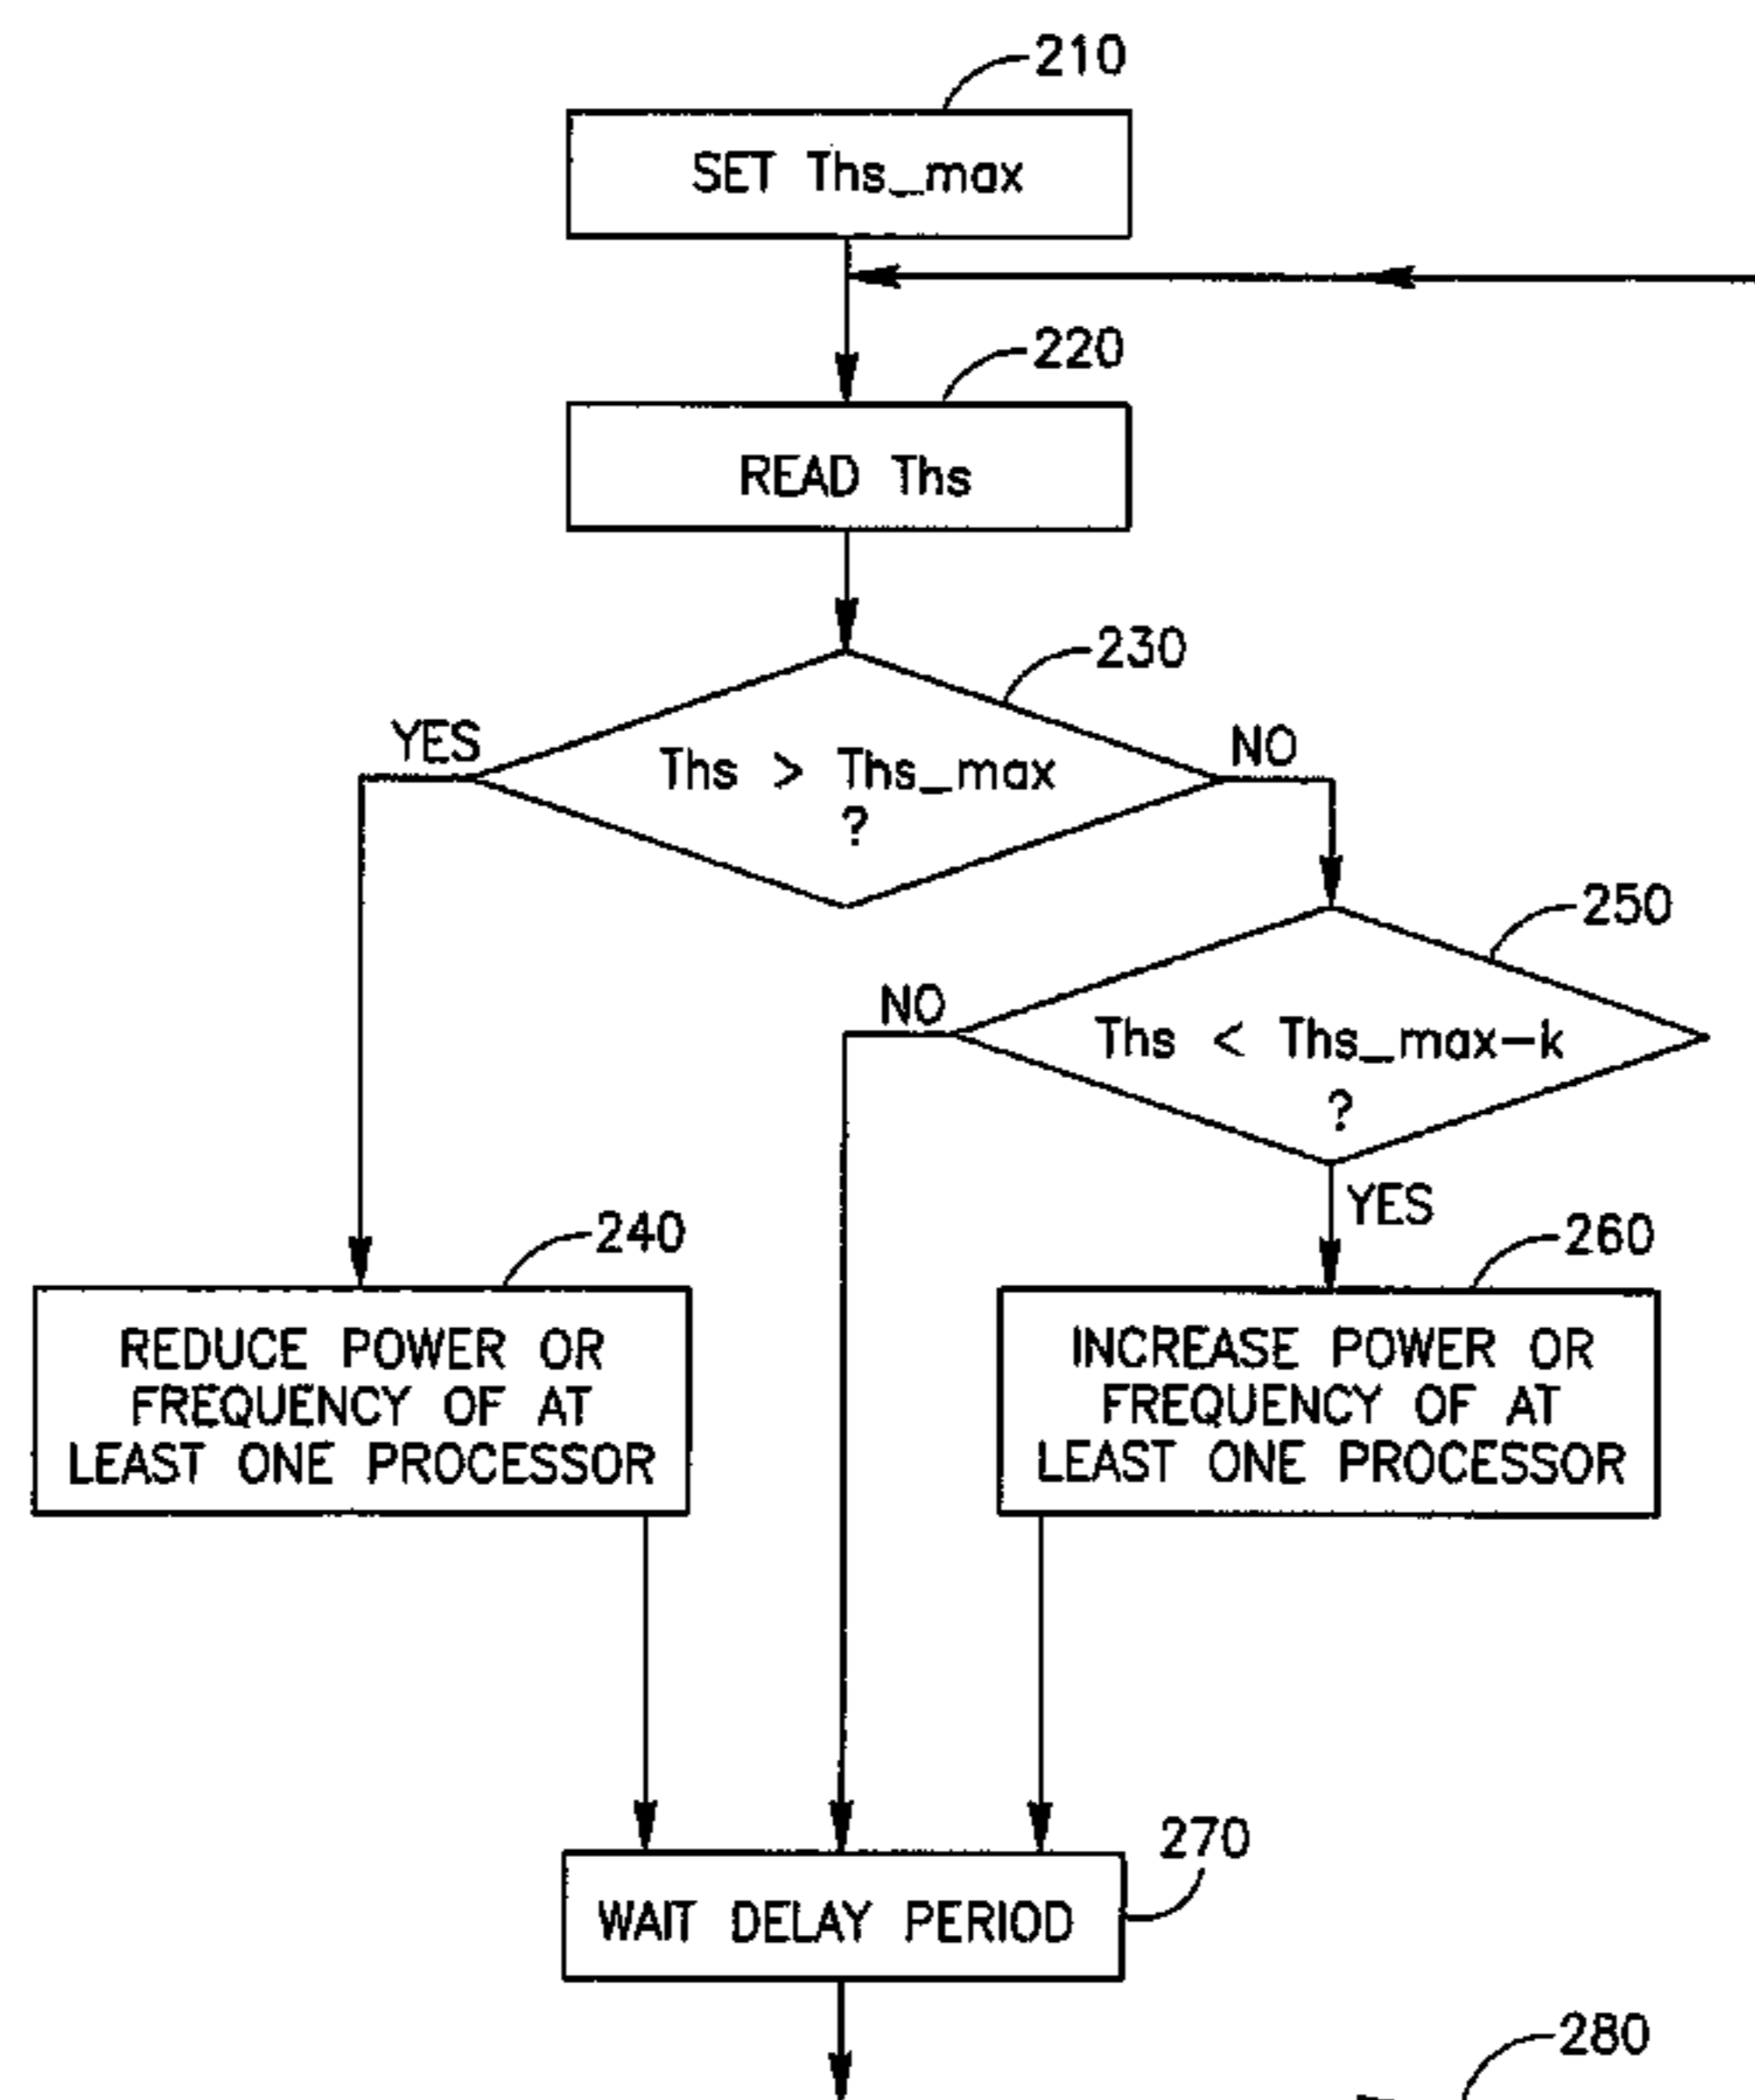 210
SET Ths_max
220
READ Ths
230
YES
NO
Ths > Ths_max
?
250
NO
Ths < Ths_max-k
?
YES
240
260
REDUCE POWER OR
FREQUENCY OF AT
LEAST ONE PROCESSOR
INCREASE POWER OR
FREQUENCY OF AT
LEAST ONE PROCESSOR
270
WAIT DELAY PERIOD
280